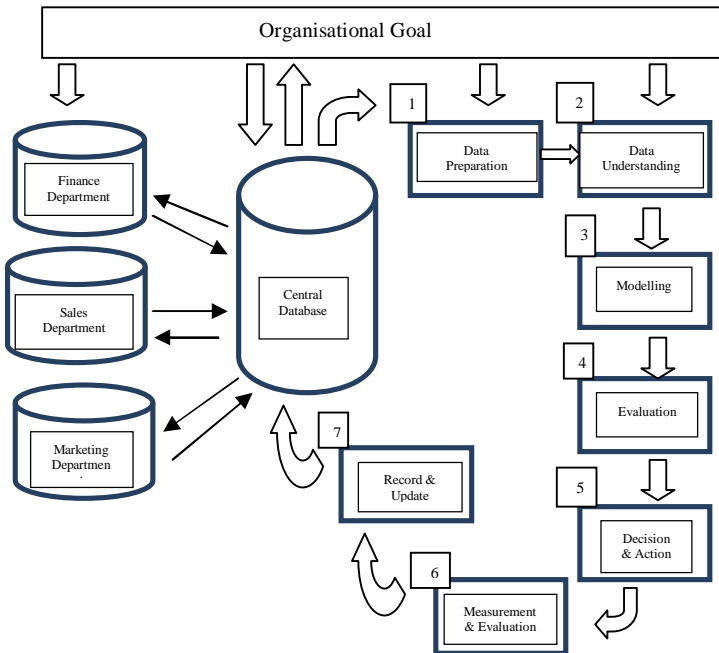 Organisational Goal
1
2
Data
Preparation
Data
Understanding
Finance
Department
3
Modelling
Sales
Department
Central
Database
4
Evaluation
7
Marketing
Departmen
Record &
Update
5
Decision
& Action
6
Measurement
& Evaluation